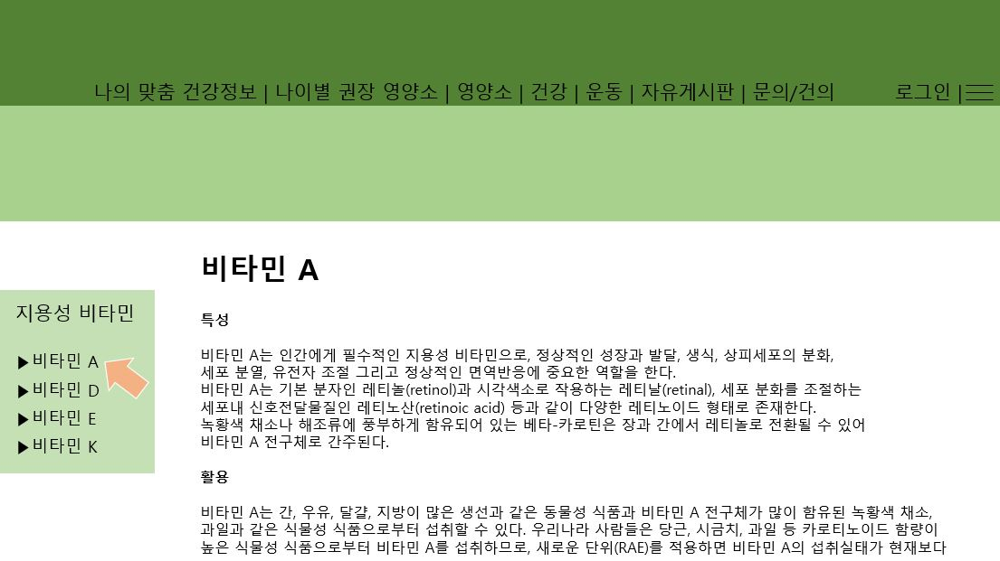 나의 맞춤 건강정보 | 나이별 권장 영양소 | 영양소 | 건강 | 운동 | 자유게시판 | 문의/건의 로그인 |
비타민 A
지용성 비타민
▶비타민 A
▶비타민 D
▶비타민 E
▶비타민 K
특성
비타민 A는 인간에게 필수적인 지용성 비타민으로, 정상적인 성장과 발달, 생식, 상피세포의 분화,
세포 분열, 유전자 조절 그리고 정상적인 면역반응에 중요한 역할을 한다.
비타민 A는 기본 분자인 레티놀(retinol)과 시각색소로 작용하는 레티날(retinal), 세포 분화를 조절하는
세포내 신호전달물질인 레티노산(retinoic acid) 등과 같이 다양한 레티노이드 형태로 존재한다.
녹황색 채소나 해조류에 풍부하게 함유되어 있는 베타-카로틴은 장과 간에서 레티놀로 전환될 수 있어
비타민 A 전구체로 간주된다.
활용
비타민 A는 간, 우유, 달걀, 지방이 많은 생선과 같은 동물성 식품과 비타민 A 전구체가 많이 함유된 녹황색 채소,
과일과 같은 식물성 식품으로부터 섭취할 수 있다. 우리나라 사람들은 당근, 시금치, 과일 등 카로티노이드 함량이
높은 식물성 식품으로부터 비타민 A를 섭취하므로, 새로운 단위(RAE)를 적용하면 비타민 A의 섭취실태가 현재보다